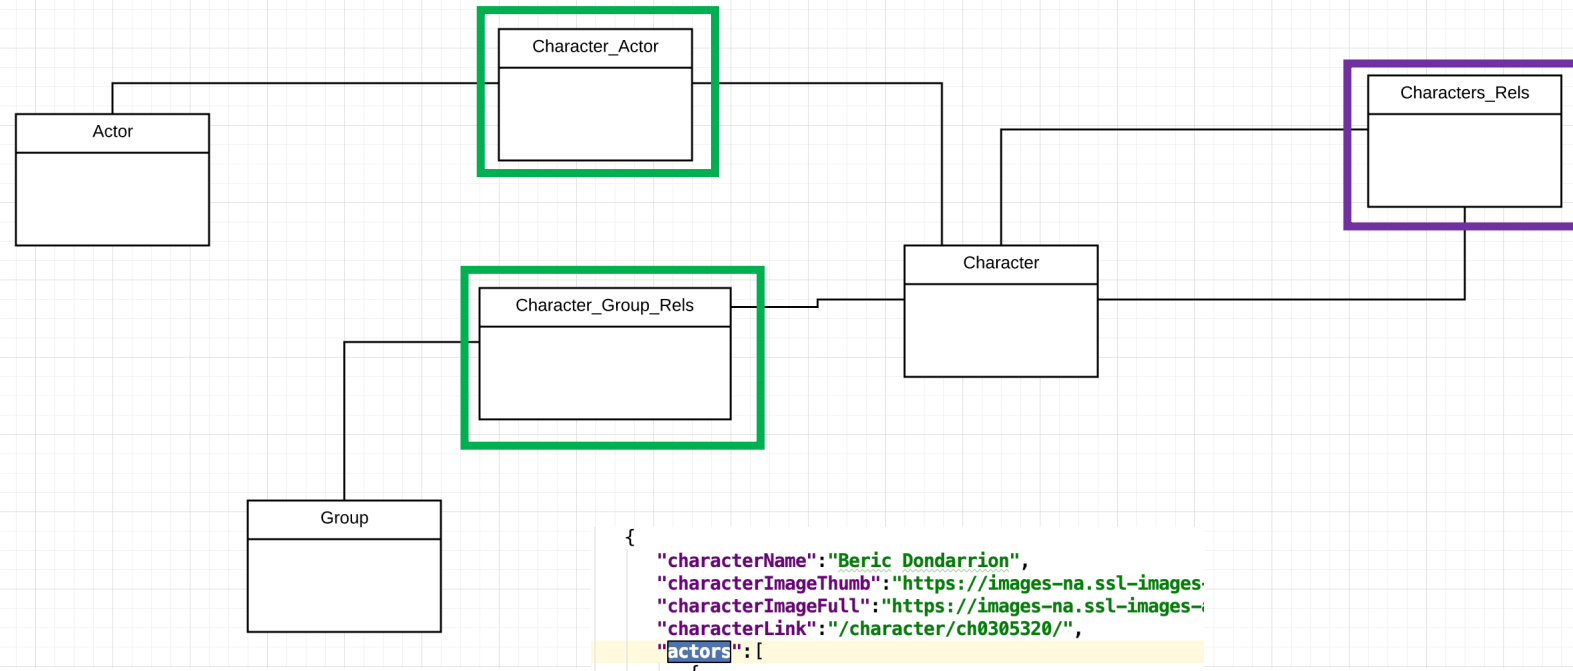 Character_Actor
Characters_Rels
Actor
Character
Character_Group_Rels
Group
{
"characterName":"Beric Dondarrion",
"characterImageThumb":"https://images-na.ssl-images-
"characterImageFull":"https://images-na.ssl-images-
"characterLink":"/character/ch0305320/",
"actors":[
{